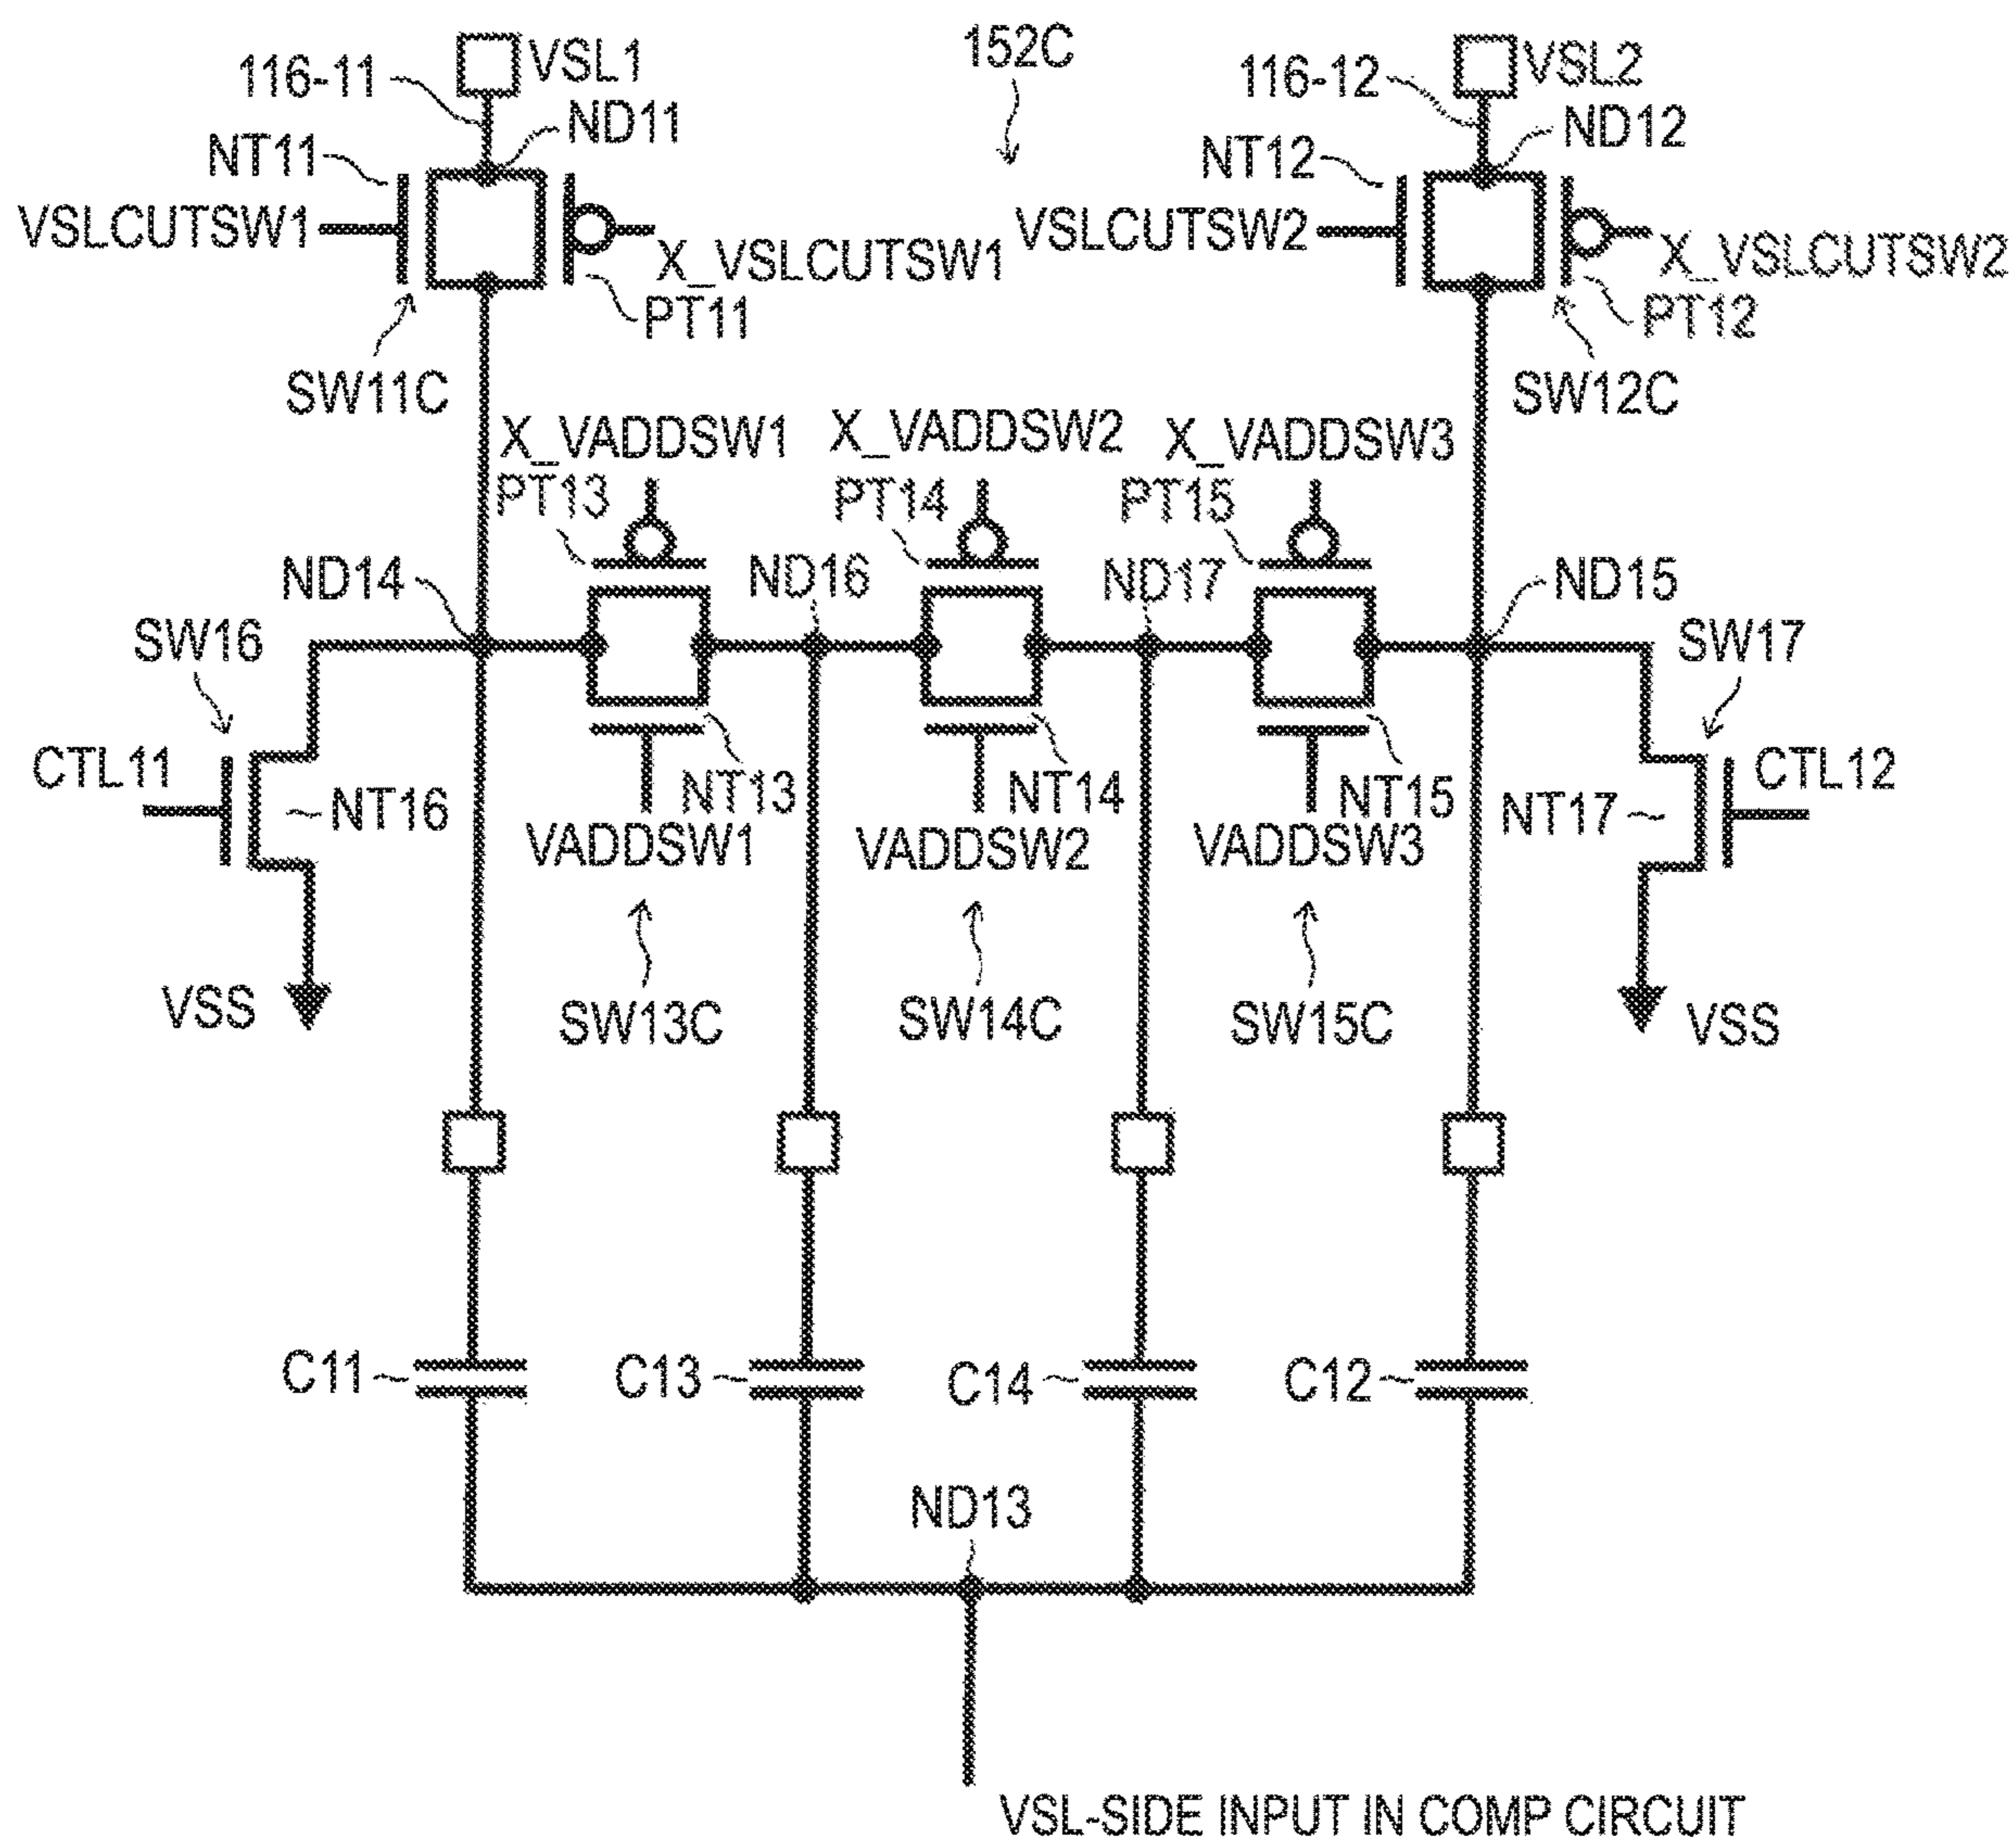 152C
VSL1
VSL2
116-11
116-12
ND11
ND12
NT11
NT12
VSLCUTSW1
VSLCUTSW2
X_VSLCUTSW1
X_VSLCUTSW2
PT11
PT12
SW11C
SW12C
X_VADDSW1
X_VADDSW2
X_VADDSW3
PT13
PT14
PT15
ND14
ND16
ND17
ND15
SW16
SW17
CTL11
CTL12
NT16
NT13
NT14
NT15
NT17
VADDSW1
VADDSW2
VADDSW3
VSS
SW13C
SW14C
SW15C
VSS
C11
C13
C14
C12
ND13
VSL-SIDE INPUT IN COMP CIRCUIT